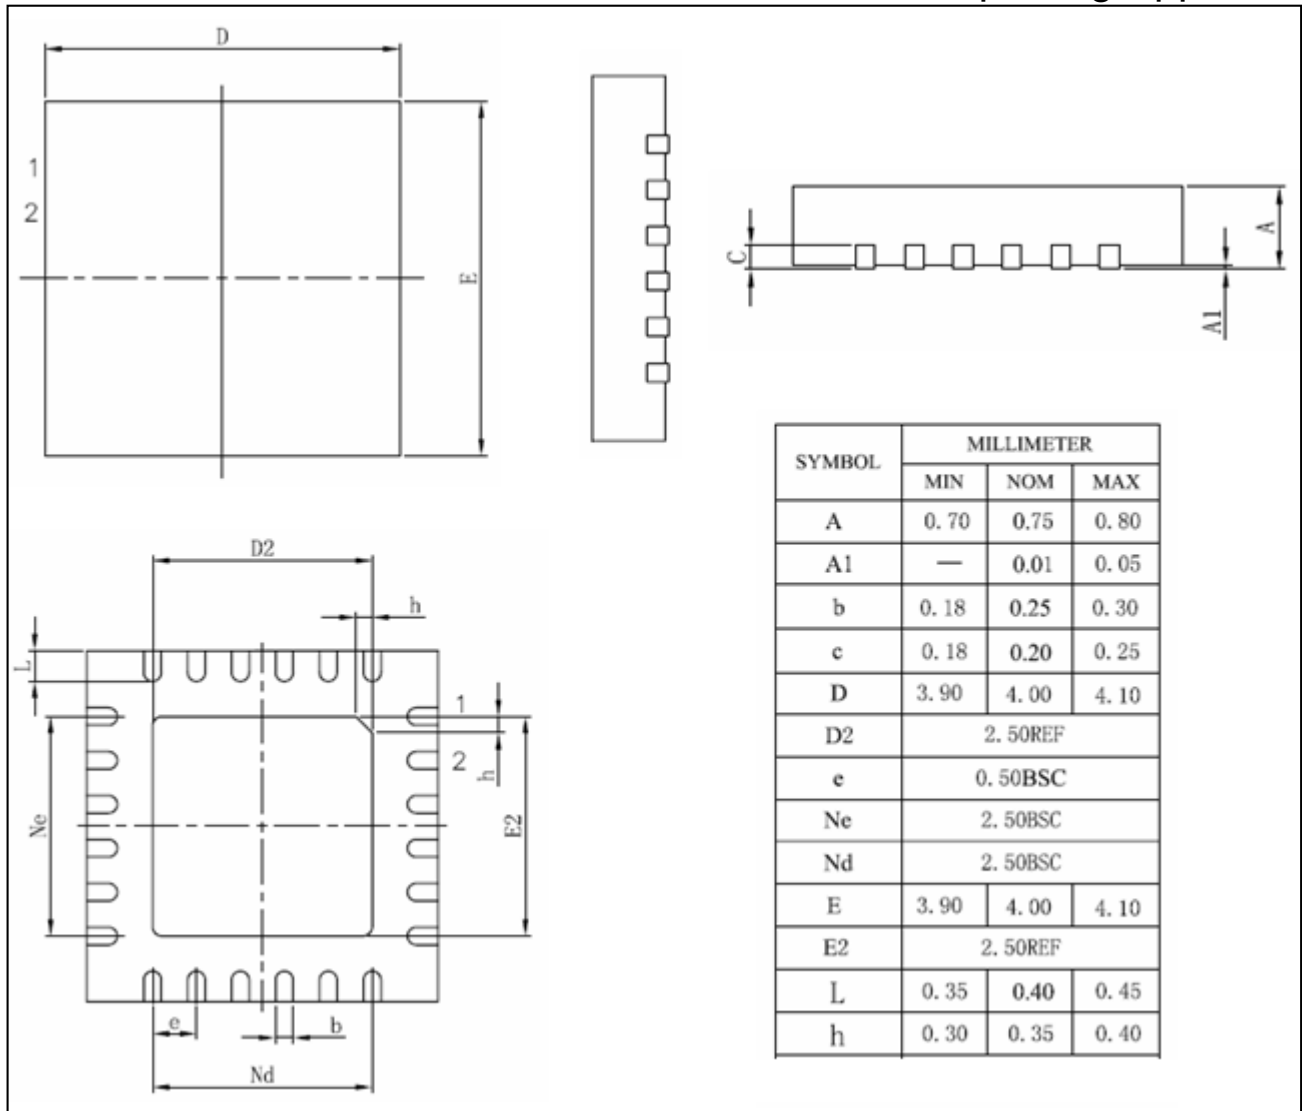 D
1
2
E
C
A
A1
D2
h
L
1
2
h
Ne
E2
e
b
Nd
SYMBOL MILLIMETER
MIN NOM MAX
A 0.70 0.75 0.80
A1 — 0.01 0.05
b 0.18 0.25 0.30
c 0.18 0.20 0.25
D 3.90 4.00 4.10
D2 2.50REF
e 0.50BSC
Ne 2.50BSC
Nd 2.50BSC
E 3.90 4.00 4.10
E2 2.50REF
L 0.35 0.40 0.45
h 0.30 0.35 0.40